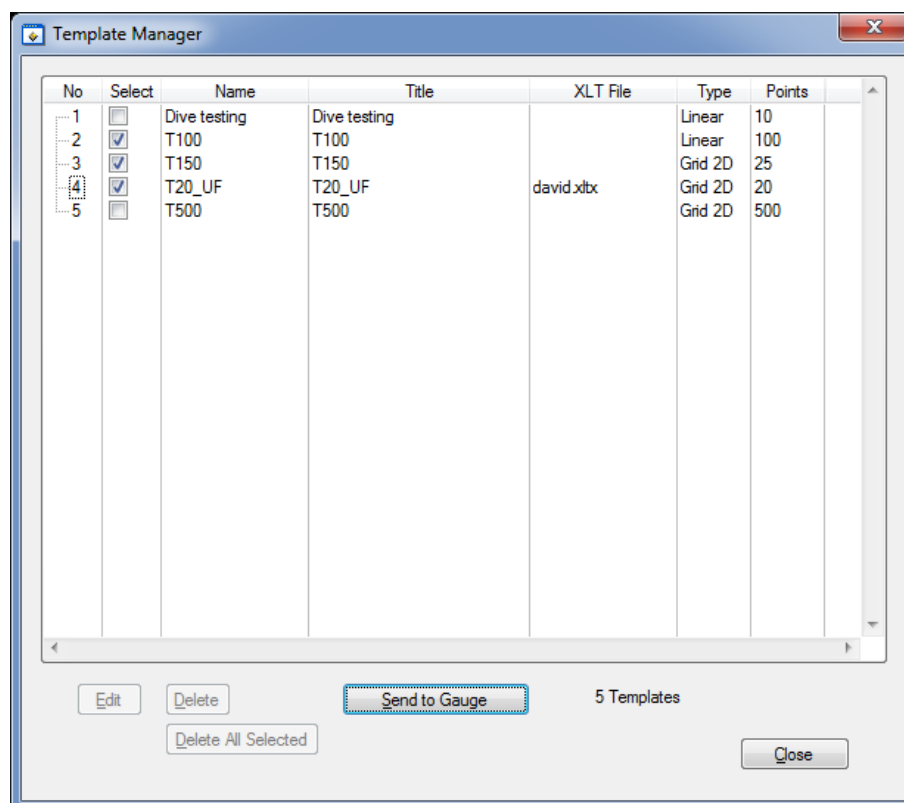 Template Manager
No Select Name Title XLT File Type Points
1 Dive testing Dive testing Linear 10
2 T100 T100 Linear 100
3 T150 T150 Grid 2D 25
4 T20_UF T20_UF david.xltx Grid 2D 20
5 T500 T500 Grid 2D 500
Edit Delete Send to Gauge 5 Templates
Delete All Selected
Close